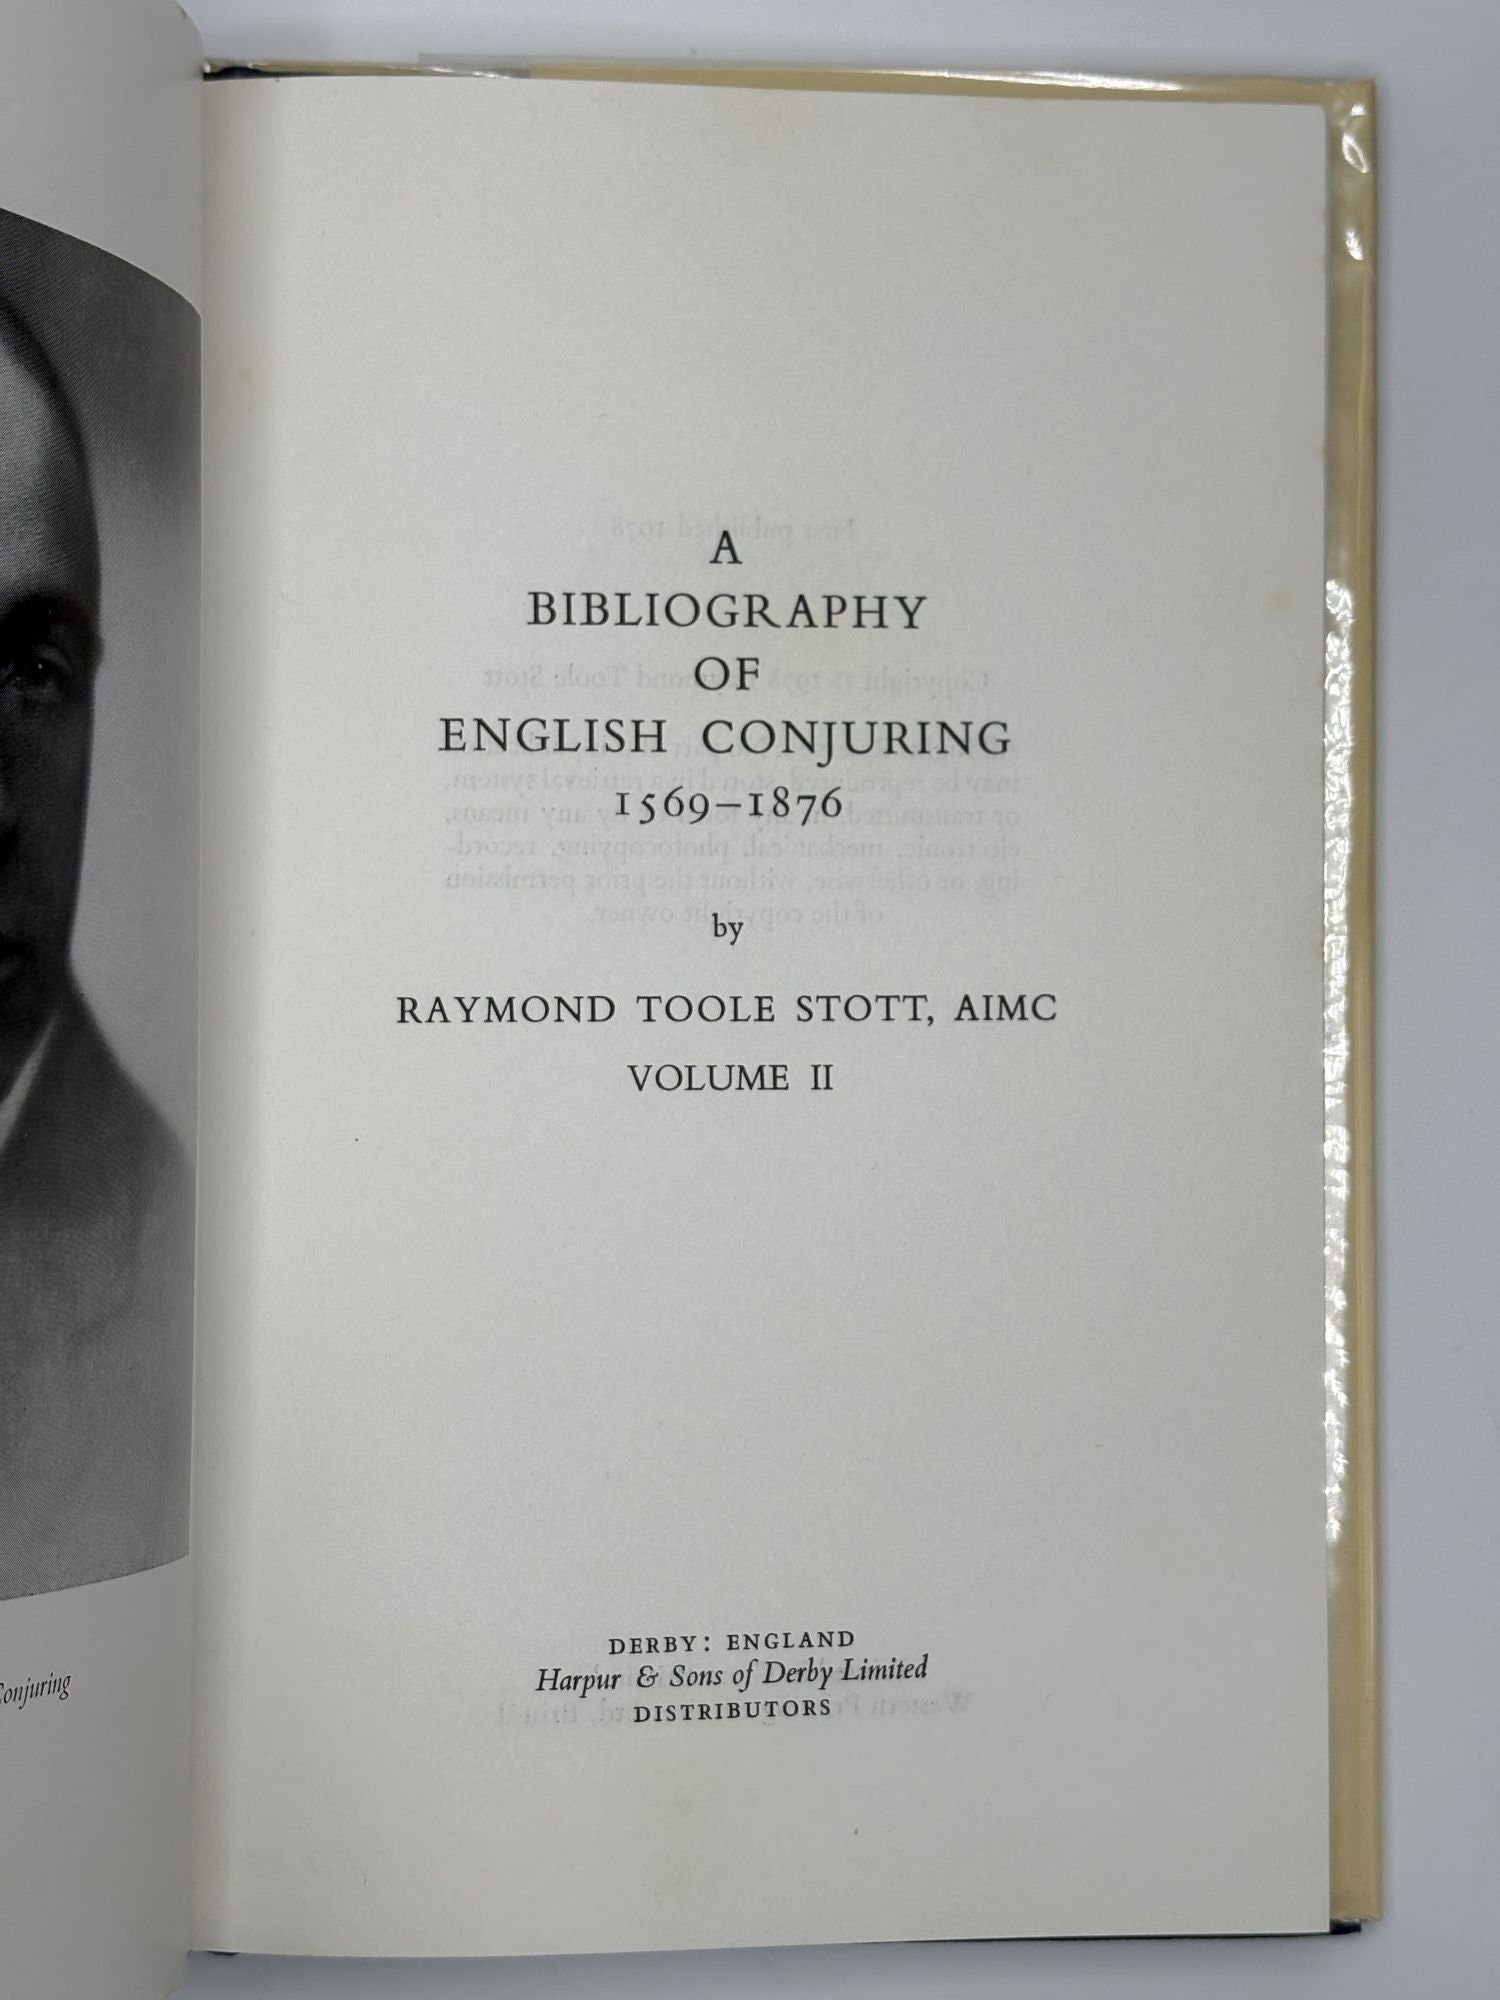 A
BIBLIOGRAPHY
OF
ENGLISH CONJURING
1569–1876
by
RAYMOND TOOLE STOTT, AIMC
VOLUME II
DERBY: ENGLAND
Harpur & Sons of Derby Limited
DISTRIBUTORS
Conjuring